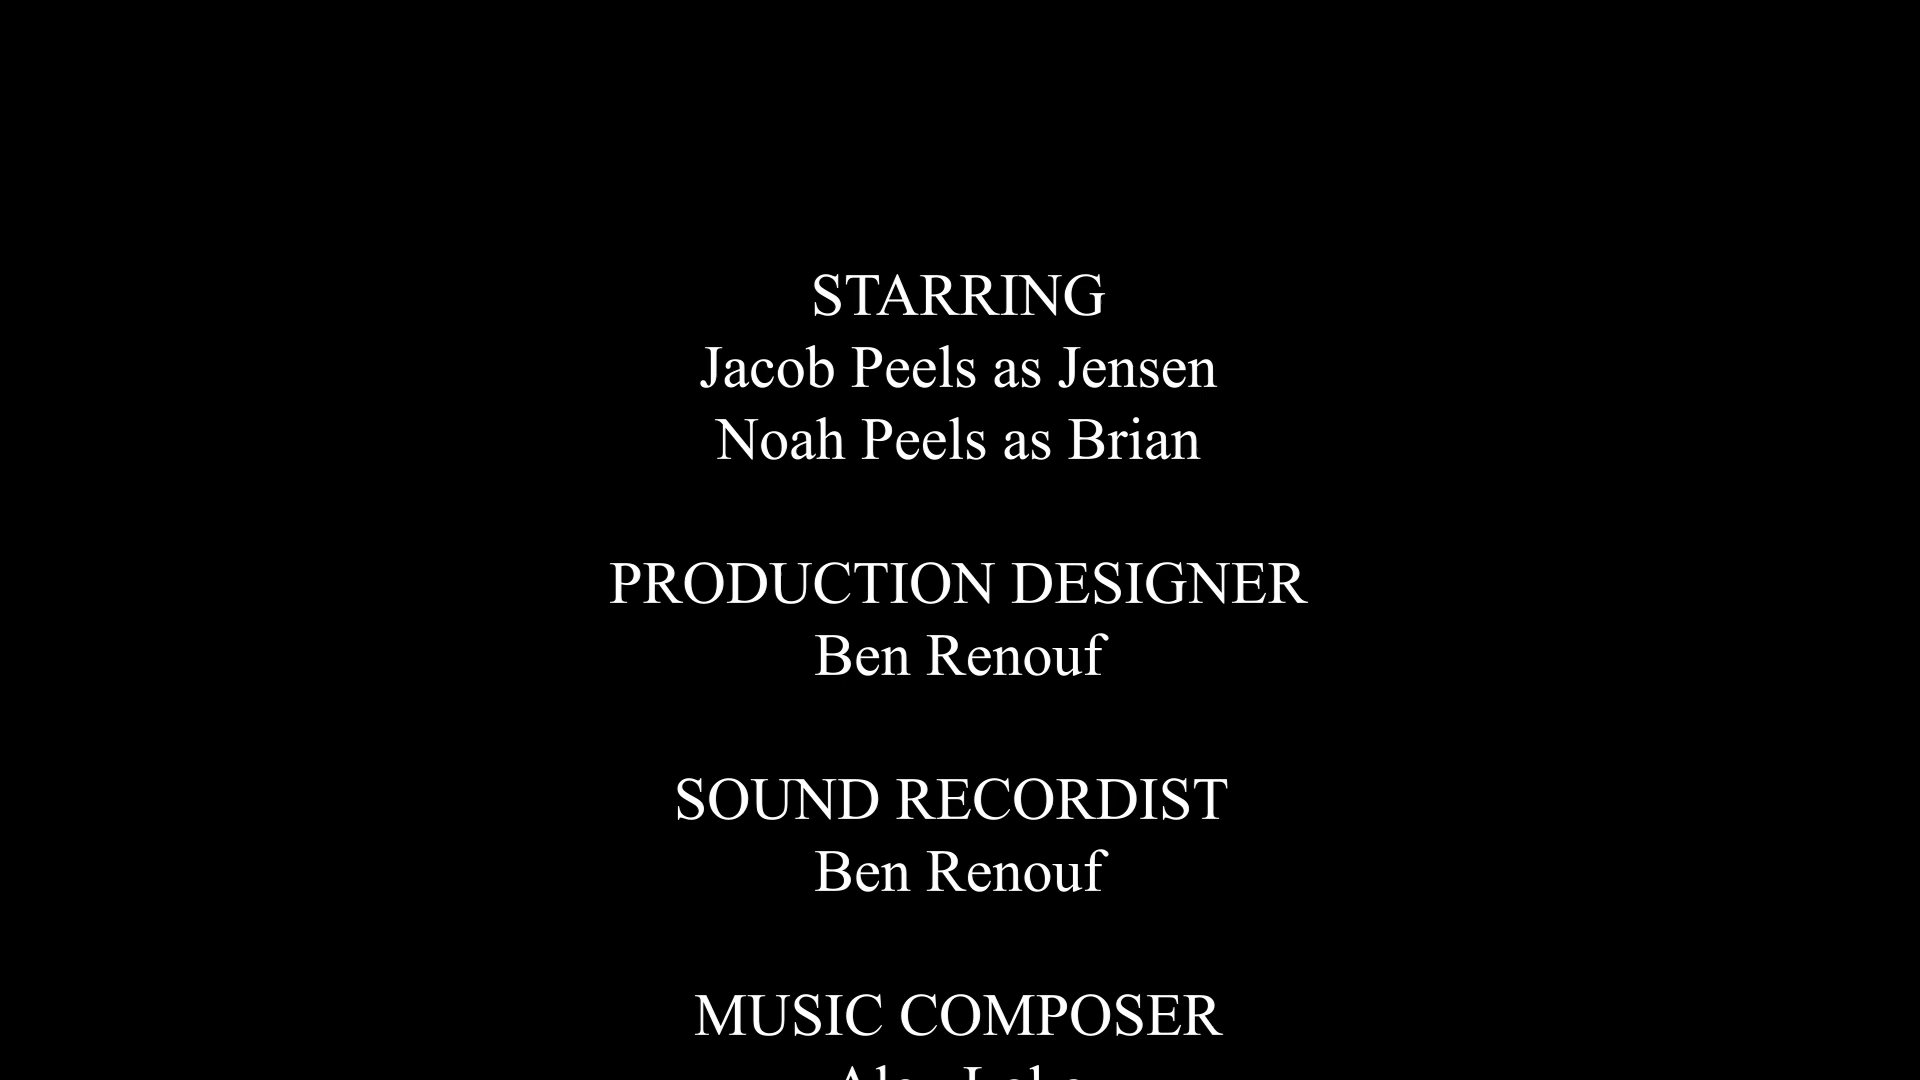 STARRING
Jacob Peels as Jensen
Noah Peels as Brian
PRODUCTION DESIGNER
Ben Renouf
SOUND RECORDIST
Ben Renouf
MUSIC COMPOSER